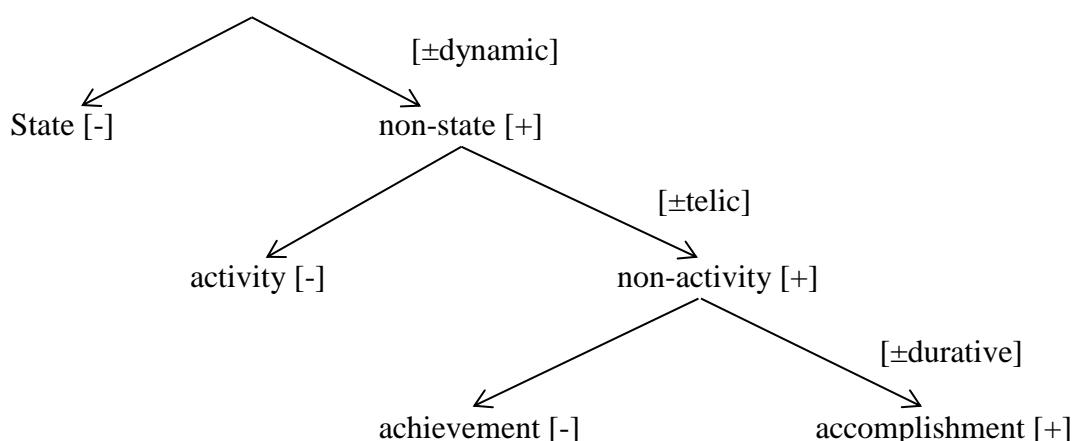 [±dynamic]
State [-] non-state [+]
[±telic]
activity [-] non-activity [+]
[±durative]
achievement [-] accomplishment [+]